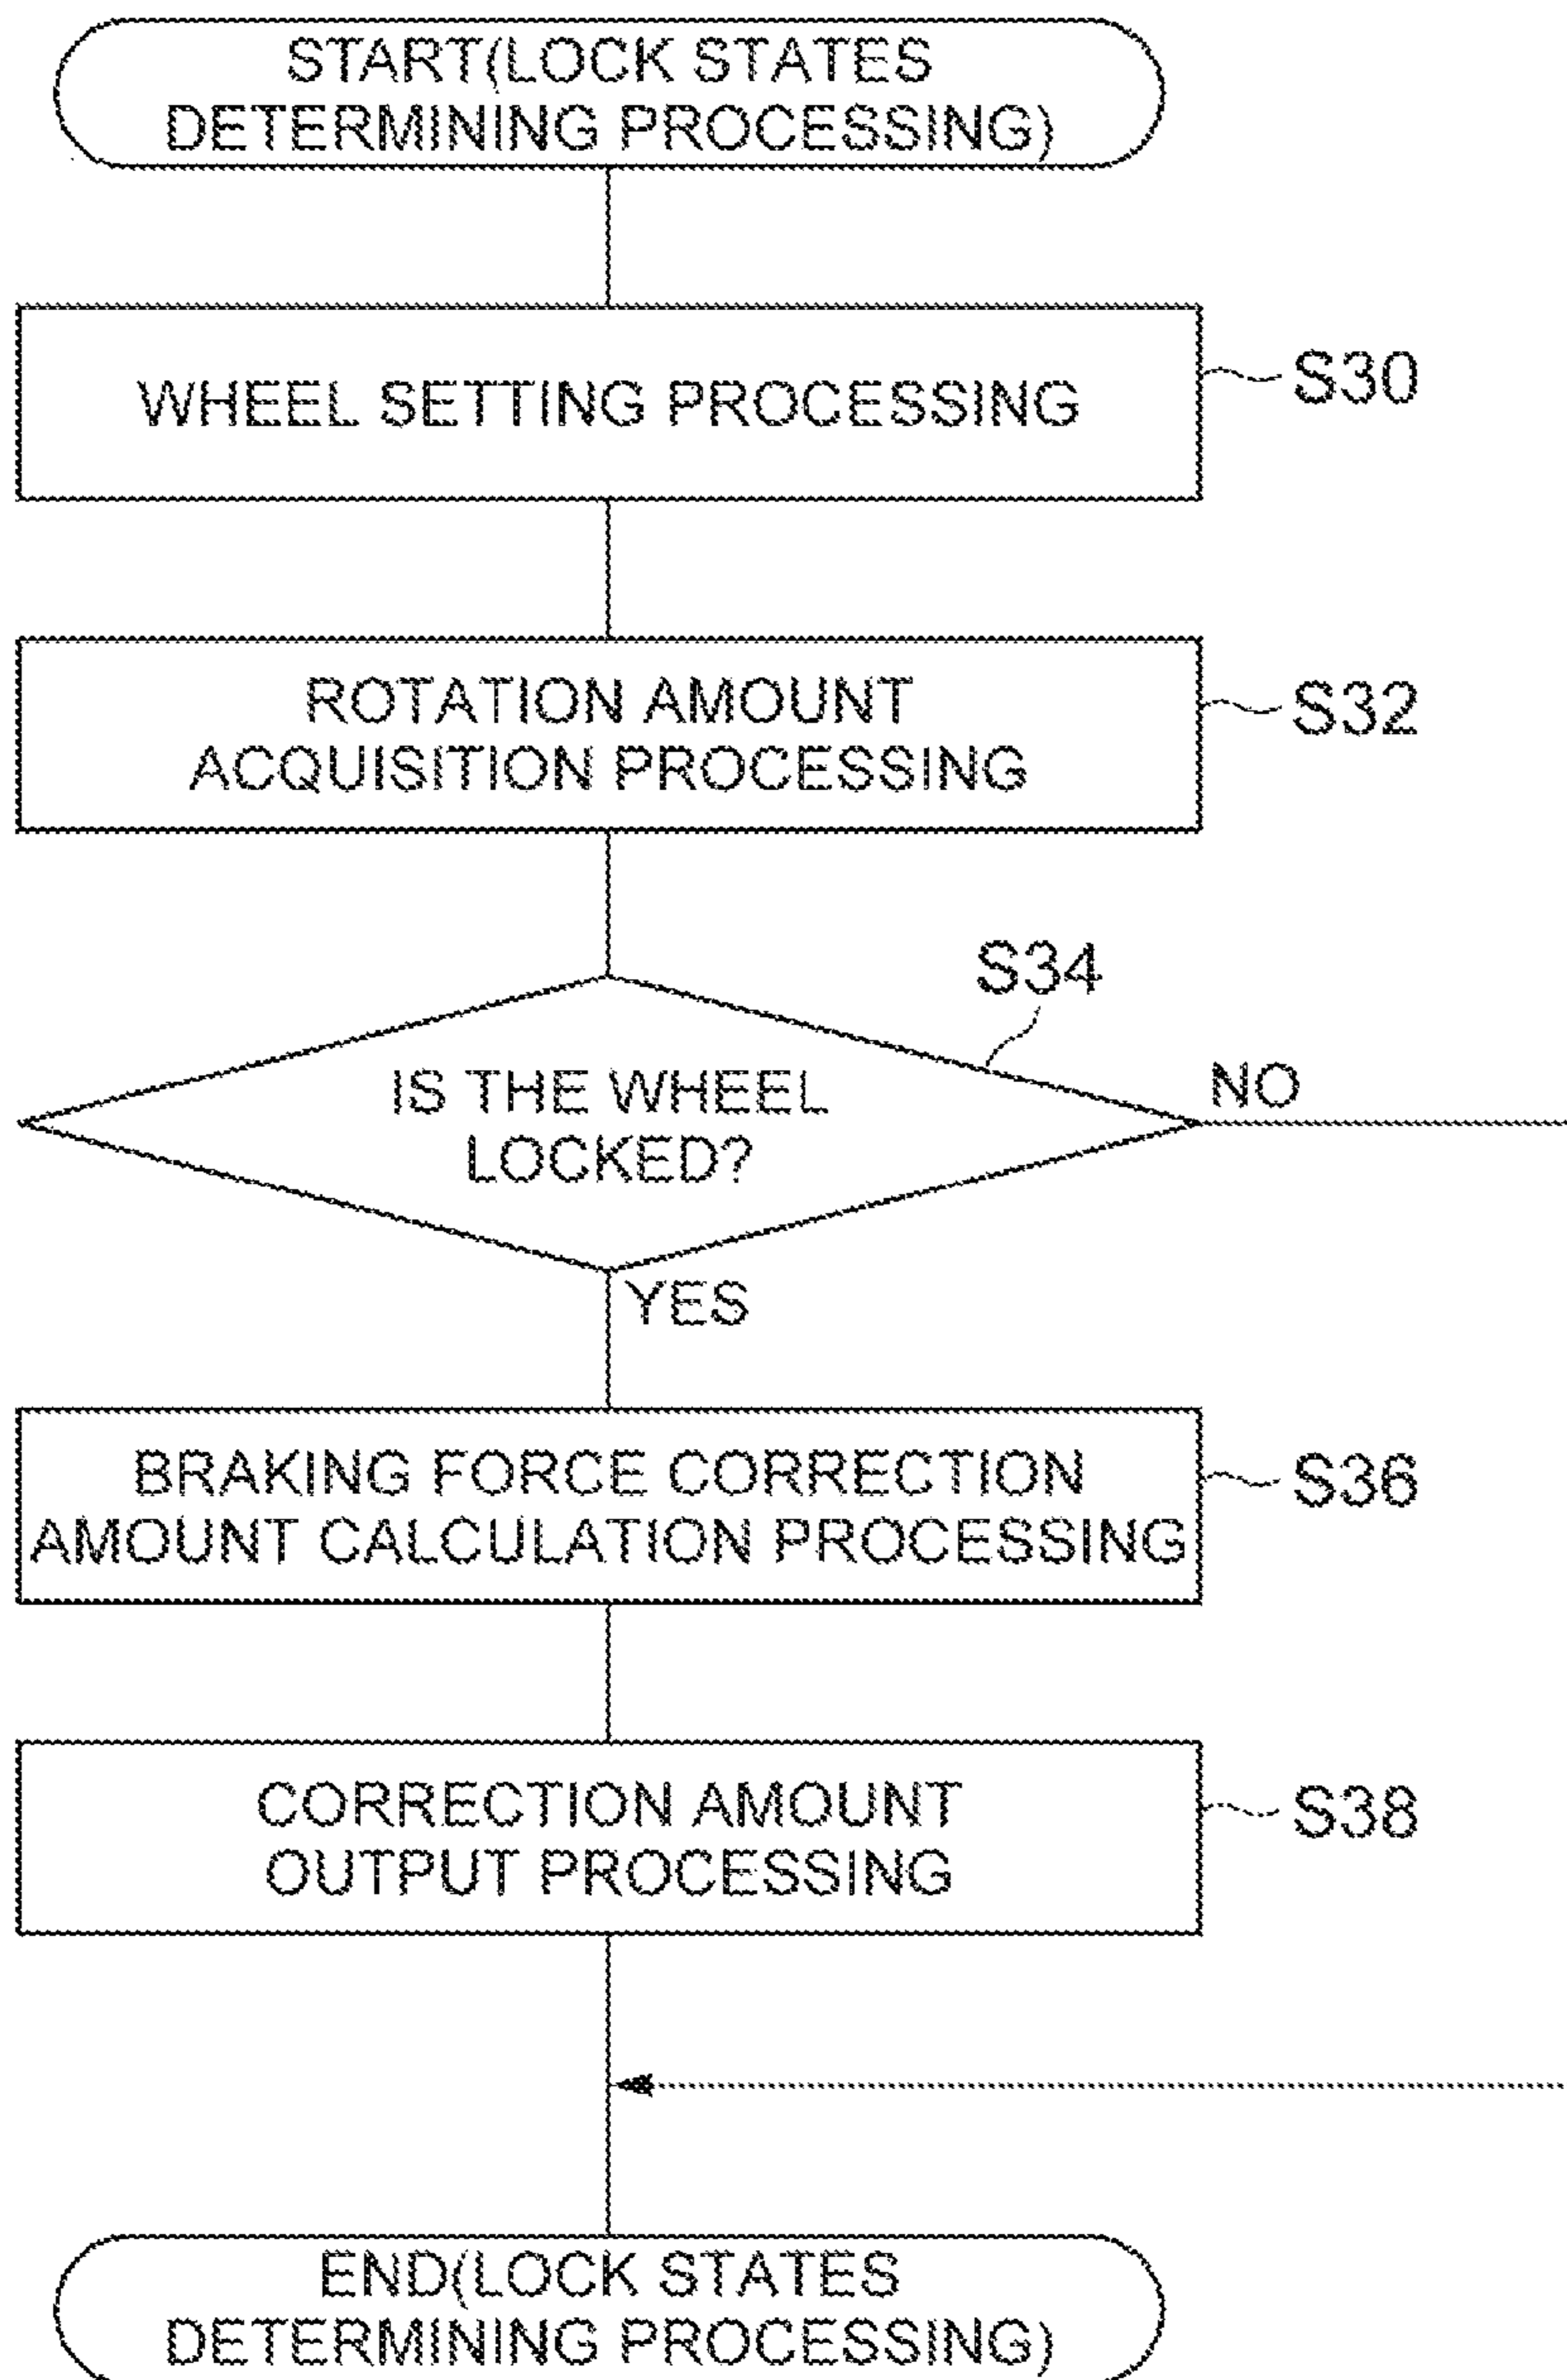 START(LOCK STATES
DETERMINING PROCESSING)
WHEEL SETTING PROCESSING
S30
ROTATION AMOUNT
ACQUISITION PROCESSING
S32
S34
IS THE WHEEL
LOCKED?
NO
YES
BRAKING FORCE CORRECTION
AMOUNT CALCULATION PROCESSING
S36
CORRECTION AMOUNT
OUTPUT PROCESSING
S38
END(LOCK STATES
DETERMINING PROCESSING)